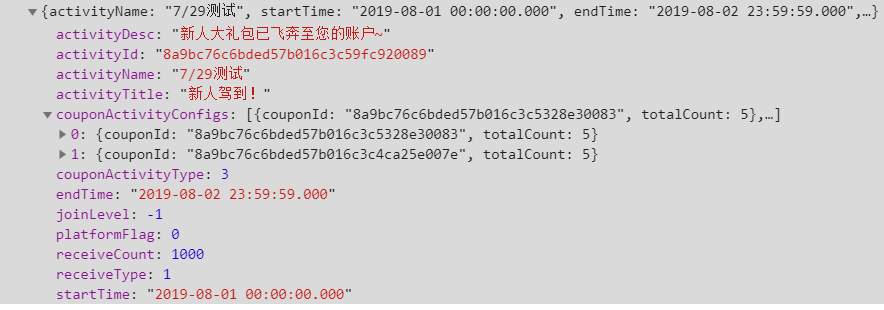 ▼{activityName: "7/29测试", startTime: "2019-08-01 00:00:00.000", endTime: "2019-08-02 23:59:59.000",…}
activityDesc: "新人大礼包已飞奔至您的账户~"
activityId: "8a9bc76c6bded57b016c3c59fc920089"
activityName: "7/29测试"
activityTitle: "新人驾到!"
▼couponActivityConfigs: [{couponId: "8a9bc76c6bded57b016c3c5328e30083", totalCount: 5},…]
▶0: {couponId: "8a9bc76c6bded57b016c3c5328e30083", totalCount: 5}
▶1: {couponId: "8a9bc76c6bded57b016c3c4ca25e007e", totalCount: 5}
couponActivityType: 3
endTime: "2019-08-02 23:59:59.000"
joinLevel: -1
platformFlag: 0
receiveCount: 1000
receiveType: 1
startTime: "2019-08-01 00:00:00.000"